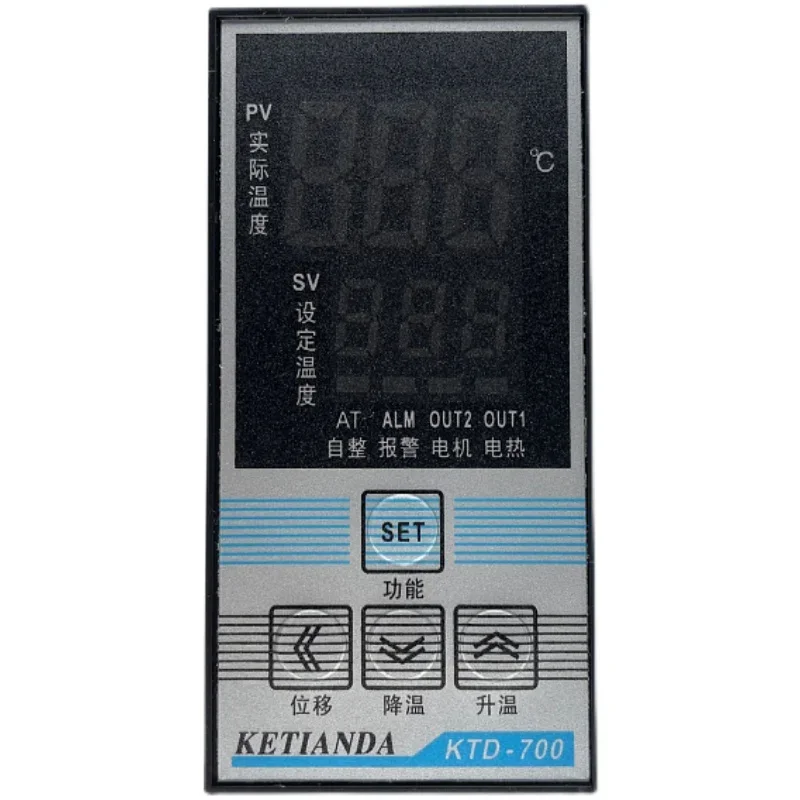 PV
实际温度
℃
SV
设定温度
AT ALM OUT2 OUT1
自整 报警 电机 电热
SET
功能
位移 降温 升温
KETIANDA KTD-700